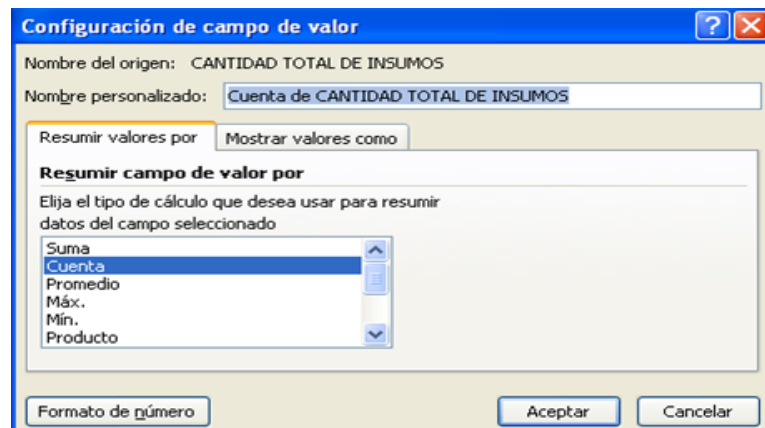 Configuración de campo de valor
Nombre del origen: CANTIDAD TOTAL DE INSUMOS
Nombre personalizado: Cuenta de CANTIDAD TOTAL DE INSUMOS
Resumir valores por Mostrar valores como
Resumir campo de valor por
Elija el tipo de cálculo que desea usar para resumir
datos del campo seleccionado
Suma
Cuenta
Promedio
Máx.
Mín.
Producto
Formato de número Aceptar Cancelar